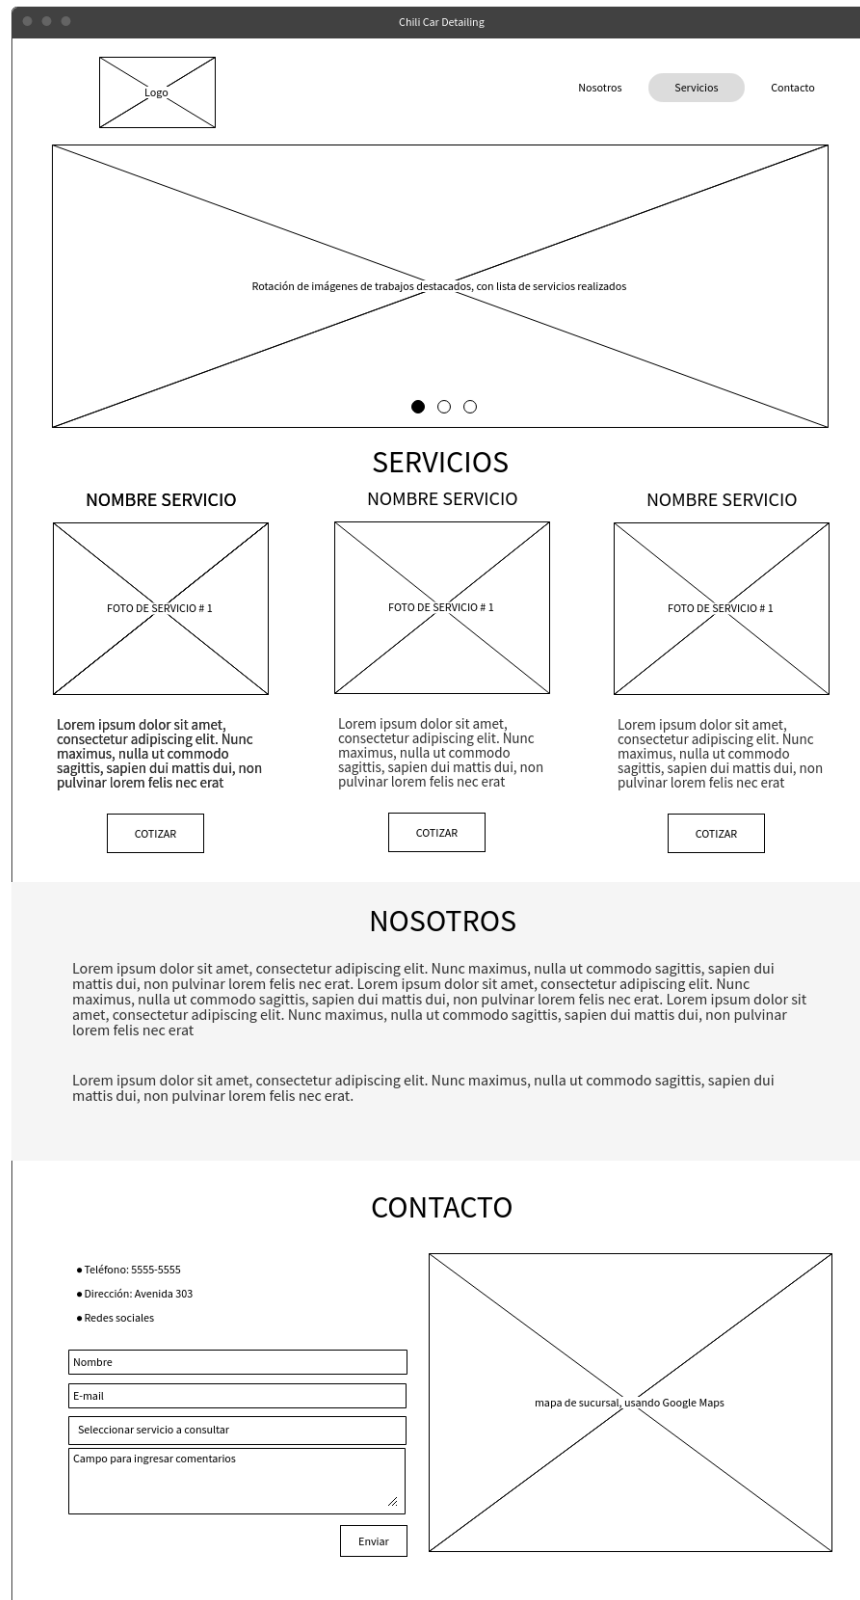 Chili Car Detailing
Logo
Nosotros
Servicios
Contacto
Rotación de imágenes de trabajos destacados, con lista de servicios realizados
SERVICIOS
NOMBRE SERVICIO
FOTO DE SERVICIO # 1
Lorem ipsum dolor sit amet,
consectetur adipiscing elit. Nunc
maximus, nulla ut commodo
sagittis, sapien dui mattis dui, non
pulvinar lorem felis nec erat
COTIZAR
NOMBRE SERVICIO
FOTO DE SERVICIO # 1
Lorem ipsum dolor sit amet,
consectetur adipiscing elit. Nunc
maximus, nulla ut commodo
sagittis, sapien dui mattis dui, non
pulvinar lorem felis nec erat
COTIZAR
NOMBRE SERVICIO
FOTO DE SERVICIO # 1
Lorem ipsum dolor sit amet,
consectetur adipiscing elit. Nunc
maximus, nulla ut commodo
sagittis, sapien dui mattis dui, non
pulvinar lorem felis nec erat
COTIZAR
NOSOTROS
Lorem ipsum dolor sit amet, consectetur adipiscing elit. Nunc maximus, nulla ut commodo sagittis, sapien dui
mattis dui, non pulvinar lorem felis nec erat. Lorem ipsum dolor sit amet, consectetur adipiscing elit. Nunc
maximus, nulla ut commodo sagittis, sapien dui mattis dui, non pulvinar lorem felis nec erat. Lorem ipsum dolor sit
amet, consectetur adipiscing elit. Nunc maximus, nulla ut commodo sagittis, sapien dui mattis dui, non pulvinar
lorem felis nec erat
Lorem ipsum dolor sit amet, consectetur adipiscing elit. Nunc maximus, nulla ut commodo sagittis, sapien dui
mattis dui, non pulvinar lorem felis nec erat.
CONTACTO
● Teléfono: 5555-5555
● Dirección: Avenida 303
● Redes sociales
Nombre
E-mail
Seleccionar servicio a consultar
Campo para ingresar comentarios
Enviar
mapa de sucursal, usando Google Maps